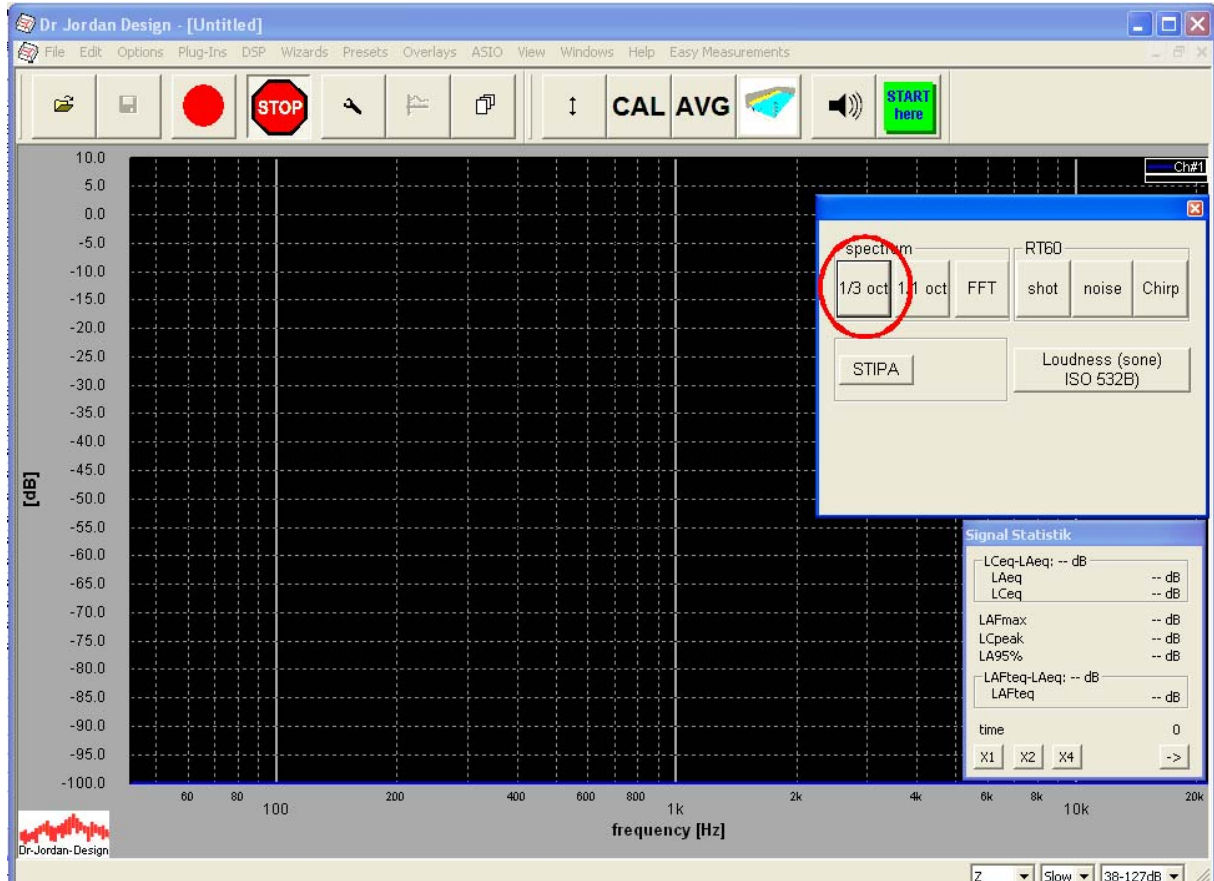 Dr Jordan Design - [Untitled]
File Edit Options Plug-Ins DSP Wizards Presets Overlays ASIO View Windows Help Easy Measurements
STOP CAL AVG START here
10.0
Ch#1
5.0
0.0
-5.0
-10.0
-15.0
-20.0
-25.0
-30.0
-35.0
-40.0
-45.0
-50.0
-55.0
-60.0
-65.0
-70.0
-75.0
-80.0
-85.0
-90.0
-95.0
-100.0
[dB]
60 80 100 200 400 600 800 1k 2k 4k 6k 8k 10k 20k
frequency [Hz]
Dr-Jordan-Design
spectrum
1/3 oct 1/1 oct FFT
RT60
shot noise Chirp
STIPA
Loudness (sone)
ISO 532B)
Signal Statistik
LCeq-LAeq: -- dB
LAeq -- dB
LCeq -- dB
LAFmax -- dB
LCpeak -- dB
LA95% -- dB
LAFteq-LAeq: -- dB
LAFteq -- dB
time 0
X1 X2 X4 ->
Z Slow 38-127dB